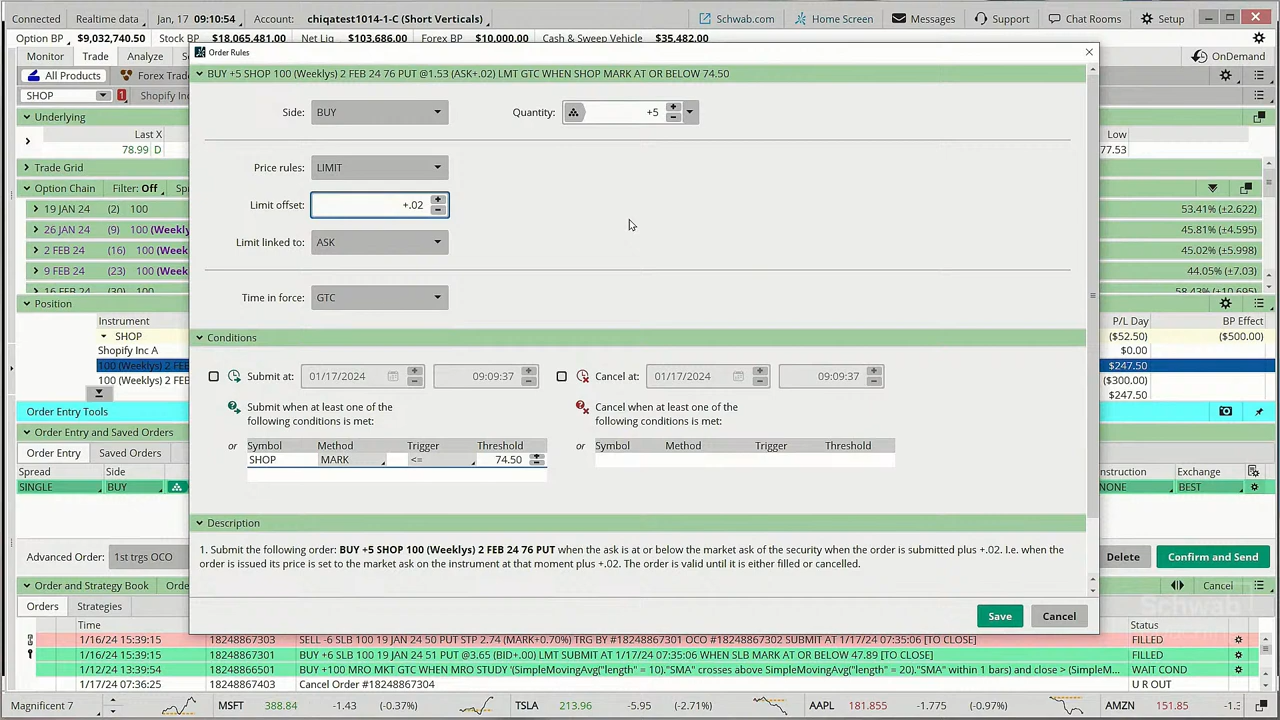 Connected Realtime data Jan, 17 09:10:54 Account: chiqatest1014-1-C (Short Verticals) Schwab.com Home Screen Messages Support Chat Rooms Setup
Option BP $9,032,740.50 Stock BP $18,065,481.00 Net Liq $103,686.00 Forex BP $10,000.00 Cash & Sweep Vehicle $35,482.00
Monitor Trade Analyze OnDemand
All Products Forex Trad
SHOP 1 Shopify Inc
Underlying
Last X Low
78.99 D 77.53
Trade Grid
Option Chain Filter: Off
19 JAN 24 (2) 100 53.41% (±2.622)
26 JAN 24 (9) 100 (Weekly 45.81% (±4.595)
2 FEB 24 (16) 100 (Weekl 45.02% (±5.998)
9 FEB 24 (23) 100 (Weekl 44.05% (±7.03)
16 FEB 24 (30) 100 58.43% (±10.695)
Position
Instrument P/L Day BP Effect
SHOP ($52.50) ($500.00)
Shopify Inc A $0.00
100 (Weeklys) 2 FEB $247.50
100 (Weeklys) 2 FEB ($300.00)
$247.50
Order Entry Tools
Order Entry and Saved Orders
Order Entry Saved Orders
Spread Side Exchange
SINGLE BUY NONE BEST
Advanced Order: 1st trgs OCO Delete Confirm and Send
Order and Strategy Book Orde Cancel
Orders Strategies
Time Status
Order Rules
BUY +5 SHOP 100 (Weeklys) 2 FEB 24 76 PUT @1.53 (ASK+.02) LMT GTC WHEN SHOP MARK AT OR BELOW 74.50
Side: BUY Quantity: +5
Price rules: LIMIT
Limit offset: +.02
Limit linked to: ASK
Time in force: GTC
Conditions
Submit at: 01/17/2024 09:09:37 Cancel at: 01/17/2024 09:09:37
Submit when at least one of the Cancel when at least one of the
following conditions is met: following conditions is met:
or Symbol Method Trigger Threshold or Symbol Method Trigger Threshold
SHOP MARK <= 74.50
Description
1. Submit the following order: BUY +5 SHOP 100 (Weeklys) 2 FEB 24 76 PUT when the ask is at or below the market ask of the security when the order is submitted plus +.02. I.e. when the
order is issued its price is set to the market ask on the instrument at that moment plus +.02. The order is valid until it is either filled or cancelled.
Save Cancel
1/16/24 15:39:15 18248867303 SELL -6 SLB 100 19 JAN 24 50 PUT STP 2.74 (MARK+0.70%) TRG BY #18248867301 OCO #18248867302 SUBMIT AT 1/17/24 07:35:06 [TO CLOSE] FILLED
1/16/24 15:39:15 18248867301 BUY +6 SLB 100 19 JAN 24 51 PUT @3.65 (BID+.00) LMT SUBMIT AT 1/17/24 07:35:06 WHEN SLB MARK AT OR BELOW 47.89 [TO CLOSE] FILLED
1/12/24 13:39:54 18248866501 BUY +100 MRO MKT GTC WHEN MRO STUDY 'SimpleMovingAvg("length" = 10)."SMA" crosses above SimpleMovingAvg("length" = 20)."SMA" within 1 bars) and close > (SimpleM... WAIT COND
1/17/24 07:36:25 18248867403 Cancel Order #18248867304 U R OUT
Magnificent 7 MSFT 388.84 -1.43 (-0.37%) TSLA 213.96 (-2.71%) AAPL 181.855 -1.775 (-0.97%) AMZN 151.85